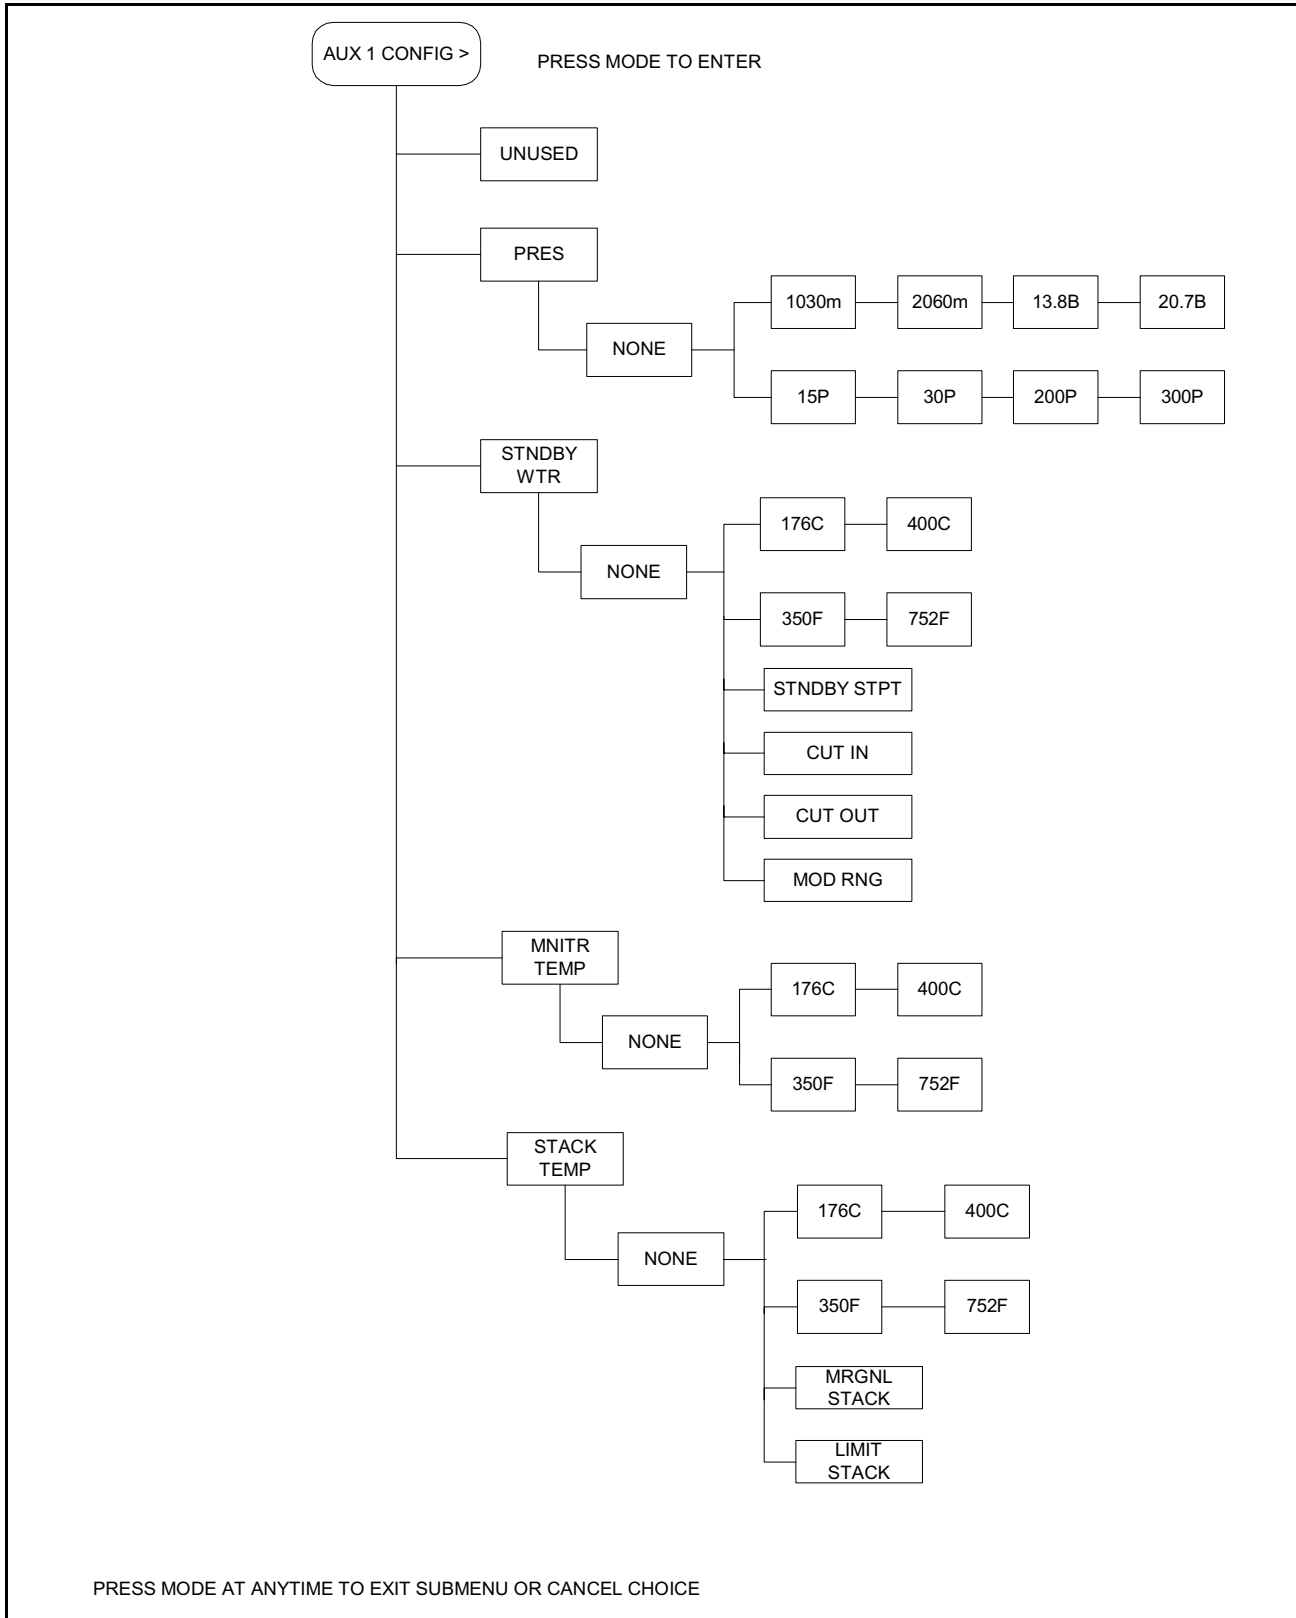 AUX 1 CONFIG >
PRESS MODE TO ENTER
UNUSED
PRES
1030m
2060m
13.8B
20.7B
NONE
15P
30P
200P
300P
STNDBY
WTR
176C
400C
NONE
350F
752F
STNDBY STPT
CUT IN
CUT OUT
MOD RNG
MNITR
TEMP
176C
400C
NONE
350F
752F
STACK
TEMP
176C
400C
NONE
350F
752F
MRGNL
STACK
LIMIT
STACK
PRESS MODE AT ANYTIME TO EXIT SUBMENU OR CANCEL CHOICE